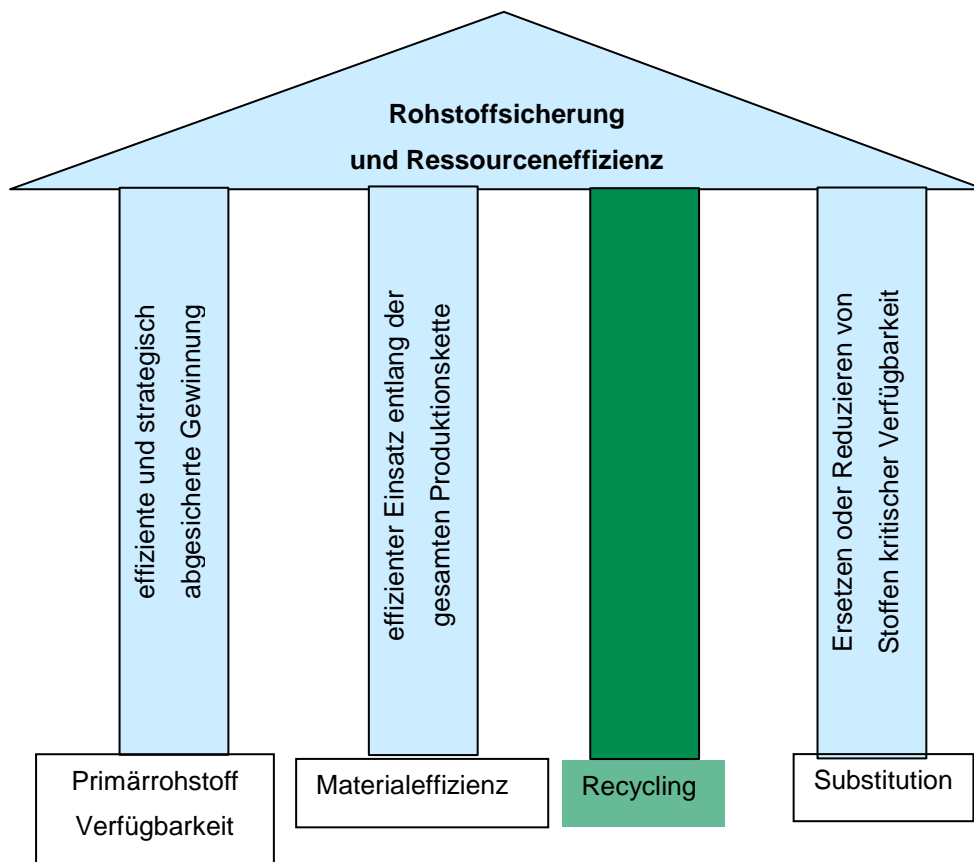 Rohstoffsicherung
und Ressourceneffizienz
effiziente und strategisch
abgesicherte Gewinnung
effizienter Einsatz entlang der
gesamten Produktionskette
Ersetzen oder Reduzieren von
Stoffen kritischer Verfügbarkeit
Primärrohstoff
Verfügbarkeit
Materialeffizienz
Recycling
Substitution